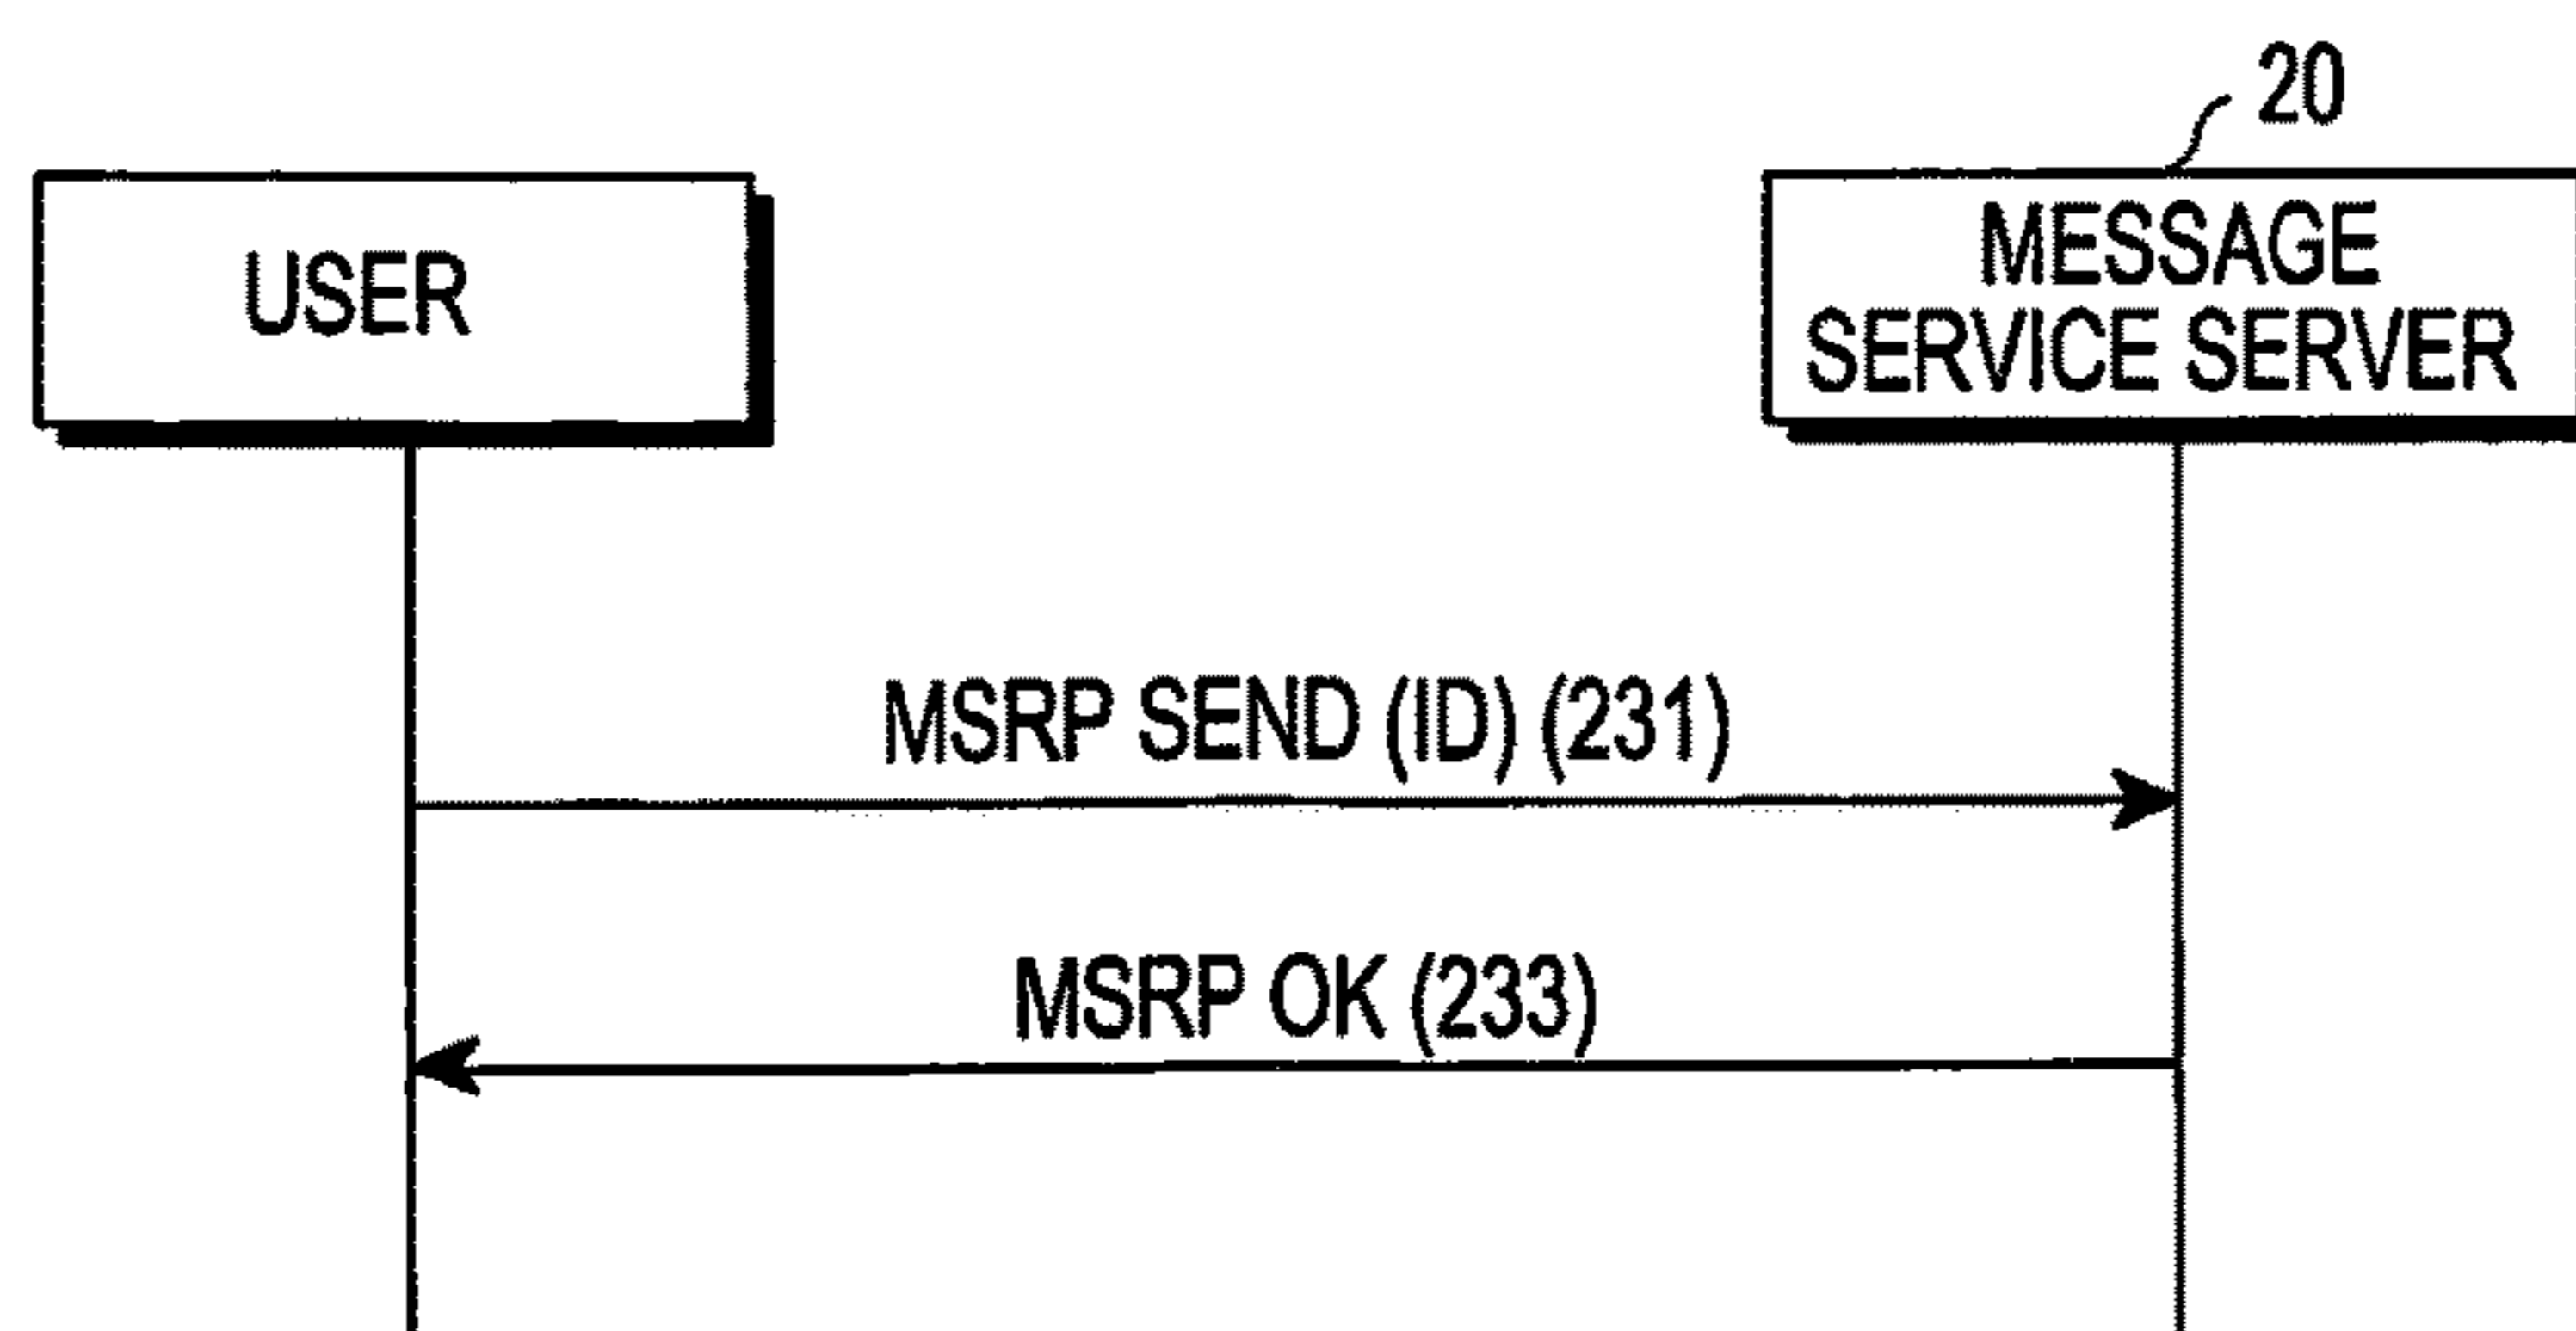 20
USER
MESSAGE
SERVICE SERVER
MSRP SEND (ID) (231)
MSRP OK (233)